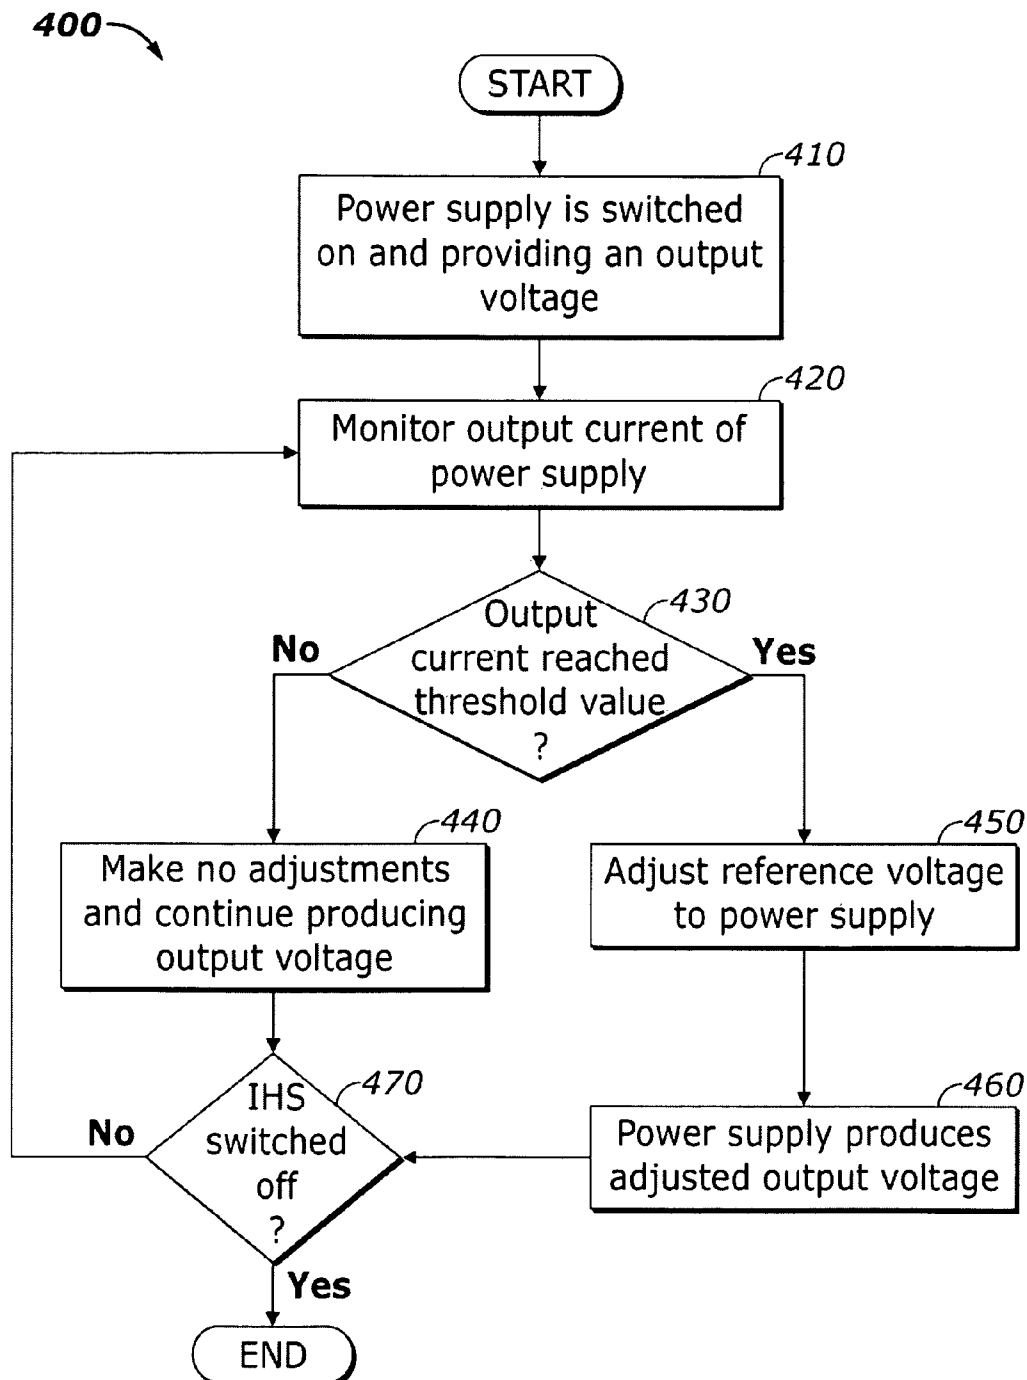 400
START
410
Power supply is switched
on and providing an output
voltage
420
Monitor output current of
power supply
430
Output
current reached
threshold value
?
No
Yes
440
Make no adjustments
and continue producing
output voltage
450
Adjust reference voltage
to power supply
470
IHS
switched
off
?
No
460
Power supply produces
adjusted output voltage
Yes
END